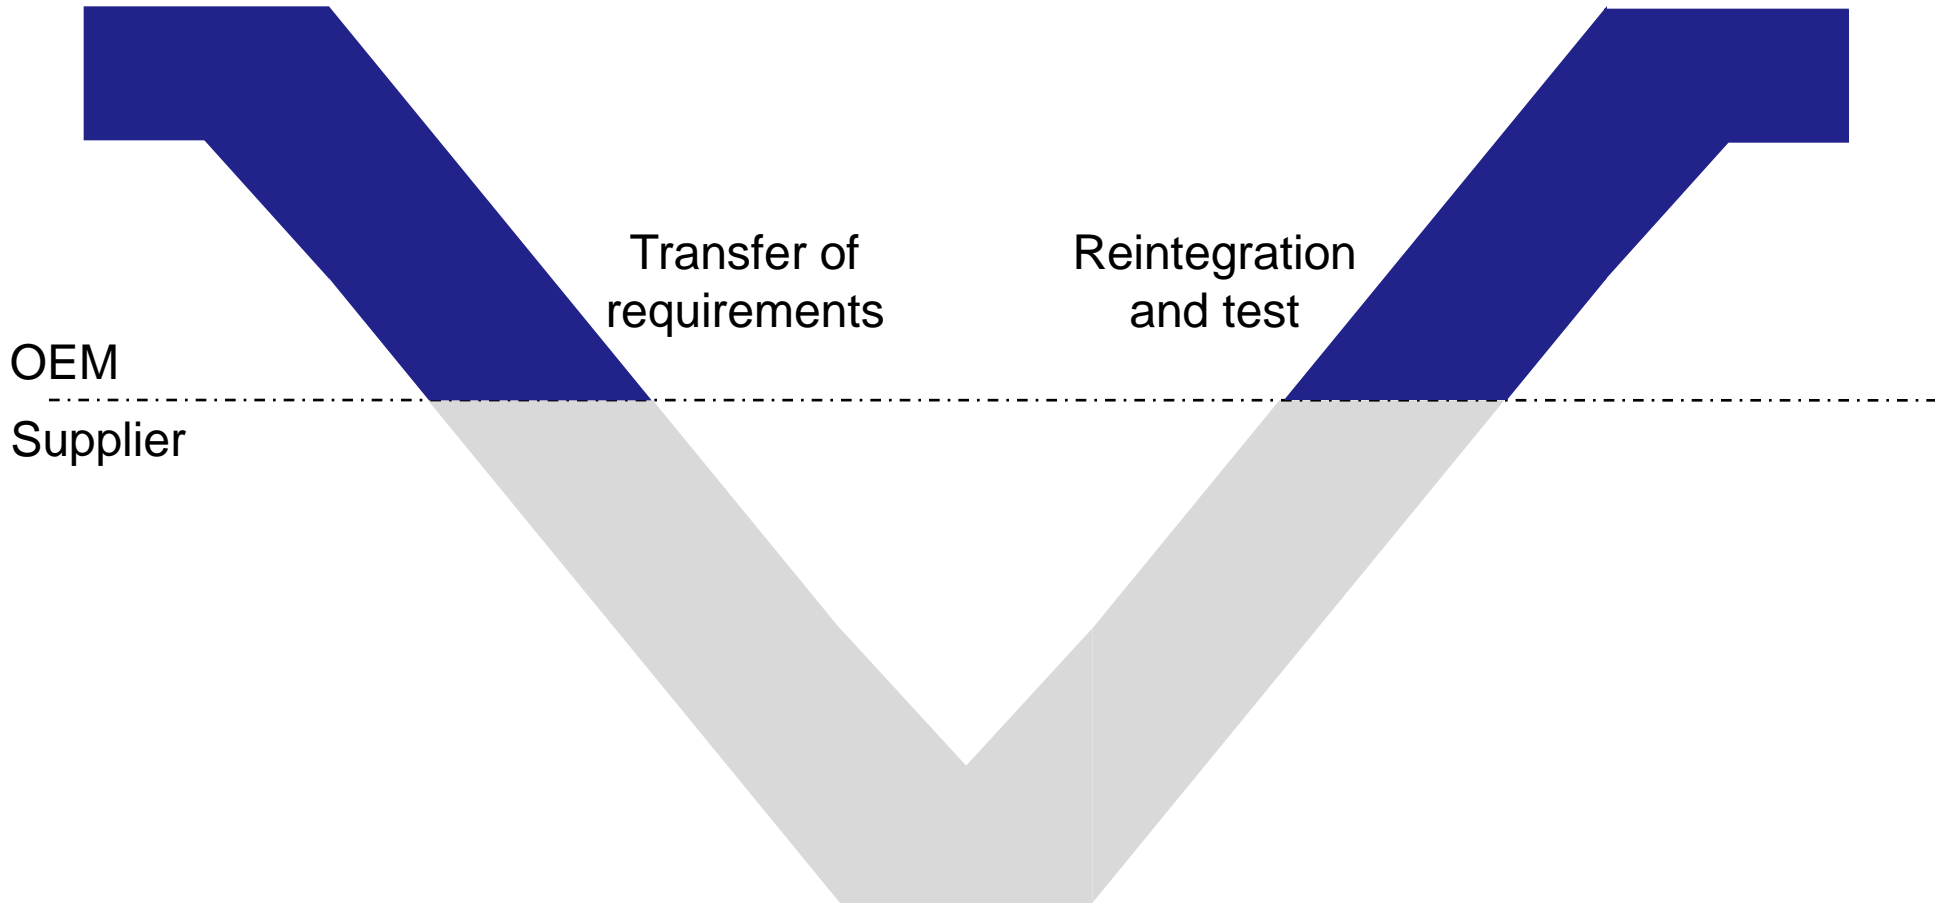 Transfer of
requirements
Reintegration
and test
OEM
Supplier